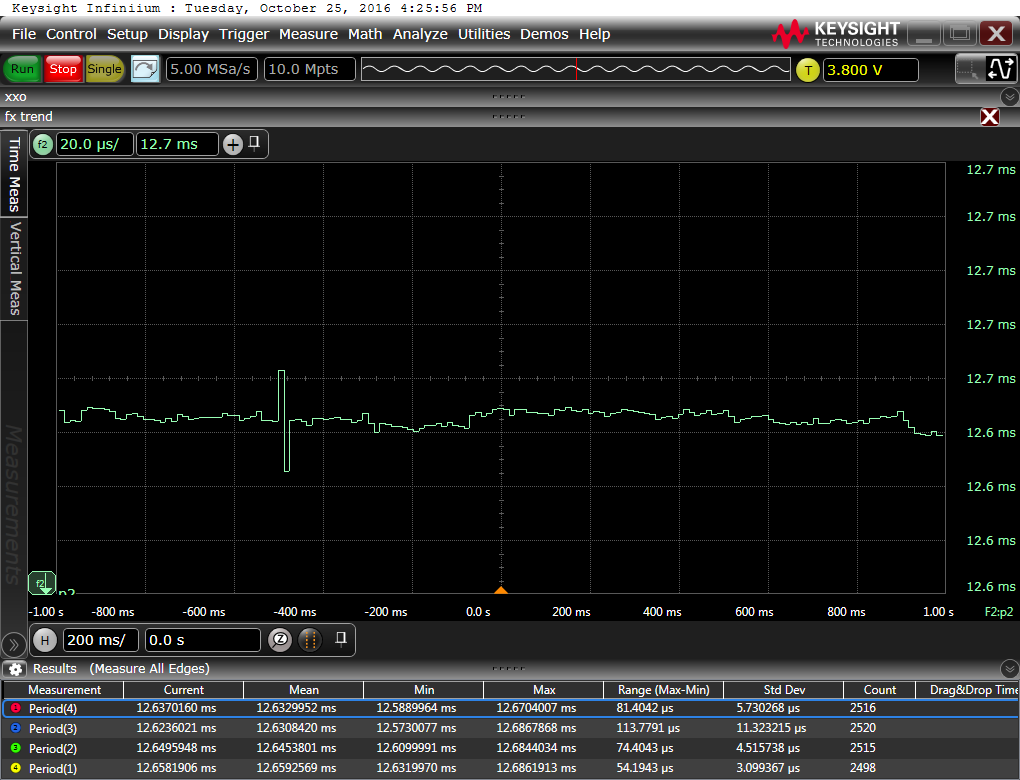 Keysight Infiniium : Tuesday, October 25, 2016 4:25:56 PM
File Control Setup Display Trigger Measure Math Analyze Utilities Demos Help
KEYSIGHT
TECHNOLOGIES
Run Stop Single 5.00 MSa/s 10.0 Mpts T 3.800 V
xxo
fx trend
f2 20.0 µs/ 12.7 ms
Time Meas
Vertical Meas
Measurements
12.7 ms
12.7 ms
12.7 ms
12.7 ms
12.7 ms
12.6 ms
12.6 ms
12.6 ms
12.6 ms
f2 p2
-1.00 s -800 ms -600 ms -400 ms -200 ms 0.0 s 200 ms 400 ms 600 ms 800 ms 1.00 s F2:p2
H 200 ms/ 0.0 s
Results (Measure All Edges)
Measurement Current Mean Min Max Range (Max-Min) Std Dev Count Drag&Drop Time
1 Period(4) 12.6370160 ms 12.6329952 ms 12.5889964 ms 12.6704007 ms 81.4042 µs 5.730268 µs 2516
2 Period(3) 12.6236021 ms 12.6308420 ms 12.5730077 ms 12.6867868 ms 113.7791 µs 11.323215 µs 2520
3 Period(2) 12.6495948 ms 12.6453801 ms 12.6099991 ms 12.6844034 ms 74.4043 µs 4.515738 µs 2515
4 Period(1) 12.6581906 ms 12.6592569 ms 12.6319970 ms 12.6861913 ms 54.1943 µs 3.099367 µs 2498